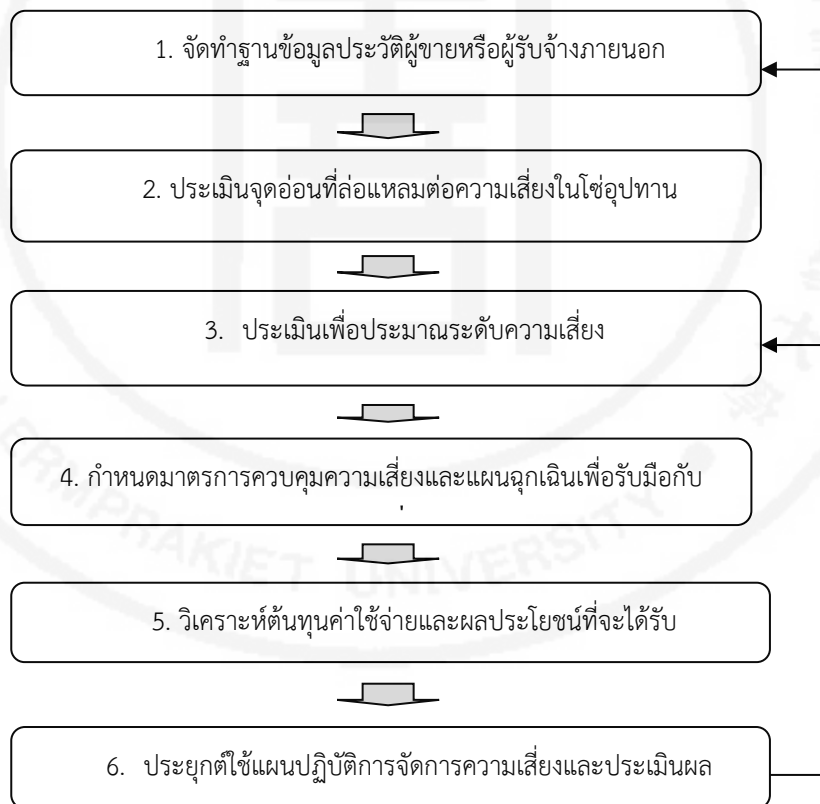 1. จัดทำฐานข้อมูลประวัติผู้ขายหรือผู้รับจ้างภายนอก
2. ประเมินจุดอ่อนที่ล่อแหลมต่อความเสี่ยงในโซ่อุปทาน
3. ประเมินเพื่อประมาณระดับความเสี่ยง
4. กำหนดมาตรการควบคุมความเสี่ยงและแผนฉุกเฉินเพื่อรับมือกับ
5. วิเคราะห์ต้นทุนค่าใช้จ่ายและผลประโยชน์ที่จะได้รับ
6. ประยุกต์ใช้แผนปฏิบัติการจัดการความเสี่ยงและประเมินผล
UNIVERSITY